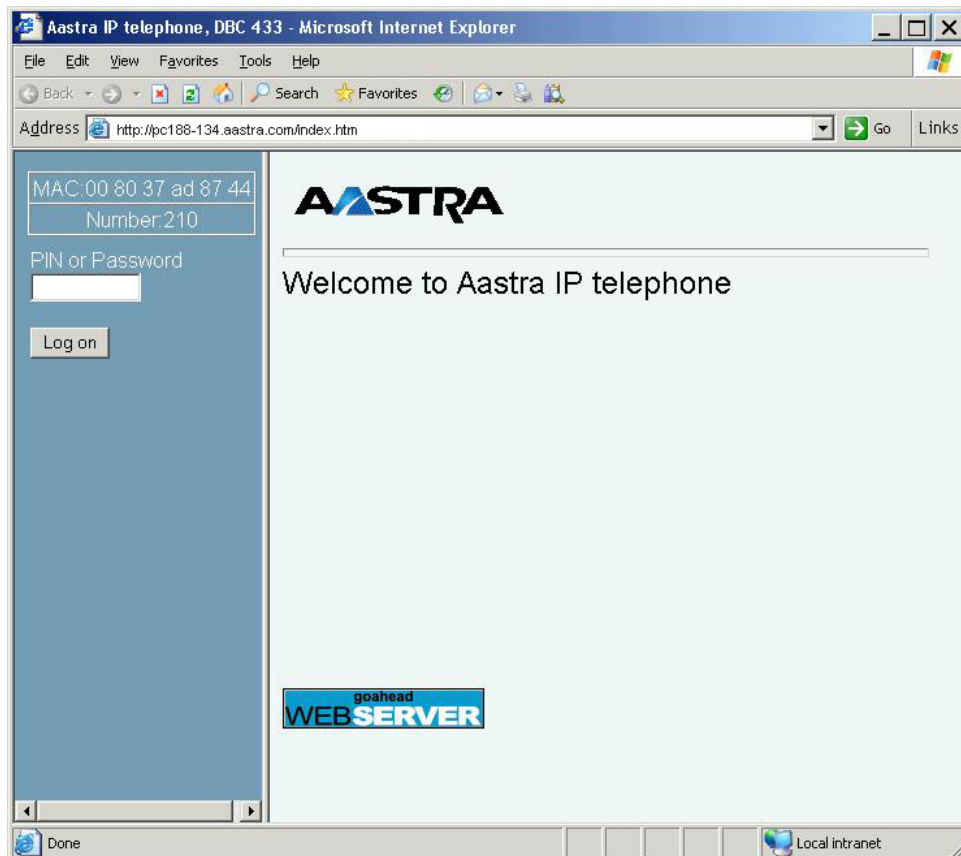 Aastra IP telephone, DBC 433 - Microsoft Internet Explorer
File Edit View Favorites Tools Help
Back Search Favorites
Address http://pc188-134.aastra.com/index.htm Go Links
MAC:00 80 37 ad 87 44
Number:210
PIN or Password
Log on
AASTRA
Welcome to Aastra IP telephone
goahead
WEBSERVER
Done Local intranet